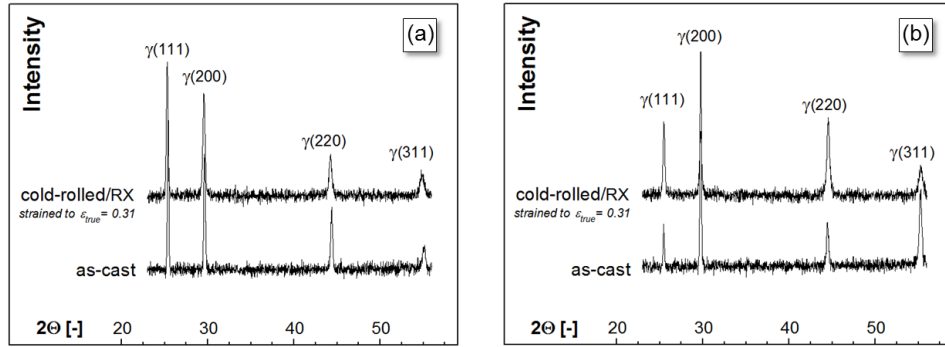 (a)
Intensity
γ(111)
γ(200)
γ(220)
γ(311)
cold-rolled/RX
strained to εtrue= 0.31
as-cast
2Θ [-] 20 30 40 50
(b)
Intensity
γ(200)
γ(111)
γ(220)
γ(311)
cold-rolled/RX
strained to εtrue= 0.31
as-cast
2Θ [-] 20 30 40 50